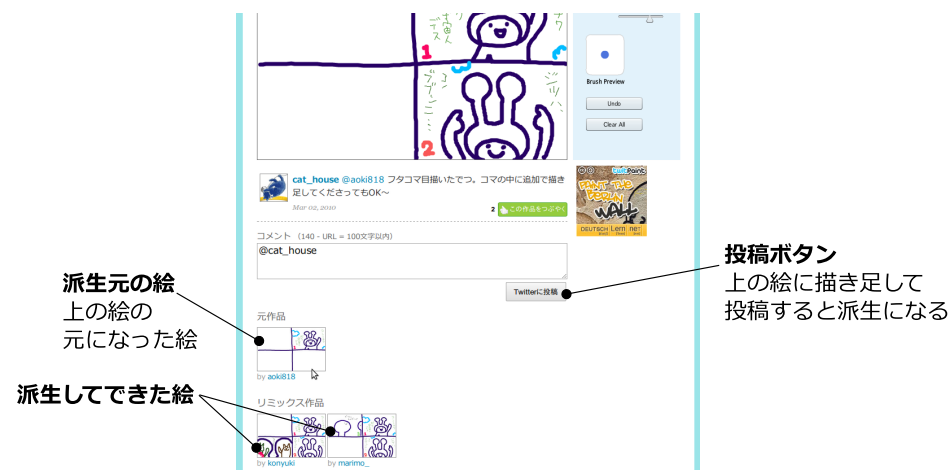 1
2
Brush Preview
Undo
Clear All
cat_house @aoki818 フタコマ目描いたでつ。コマの中に追加で描き
足してくださってもOK〜
Mar 02, 2010
2 この作品をつぶやく
PAINT THE
BERLIN
WALL
DEUTSCH Lern net
コメント (140 - URL = 100文字以内)
@cat_house
Twitterに投稿
投稿ボタン
上の絵に描き足して
投稿すると派生になる
派生元の絵
上の絵の
元になった絵
元作品
by aoki818
派生してできた絵
リミックス作品
by konyuki
by marimo_